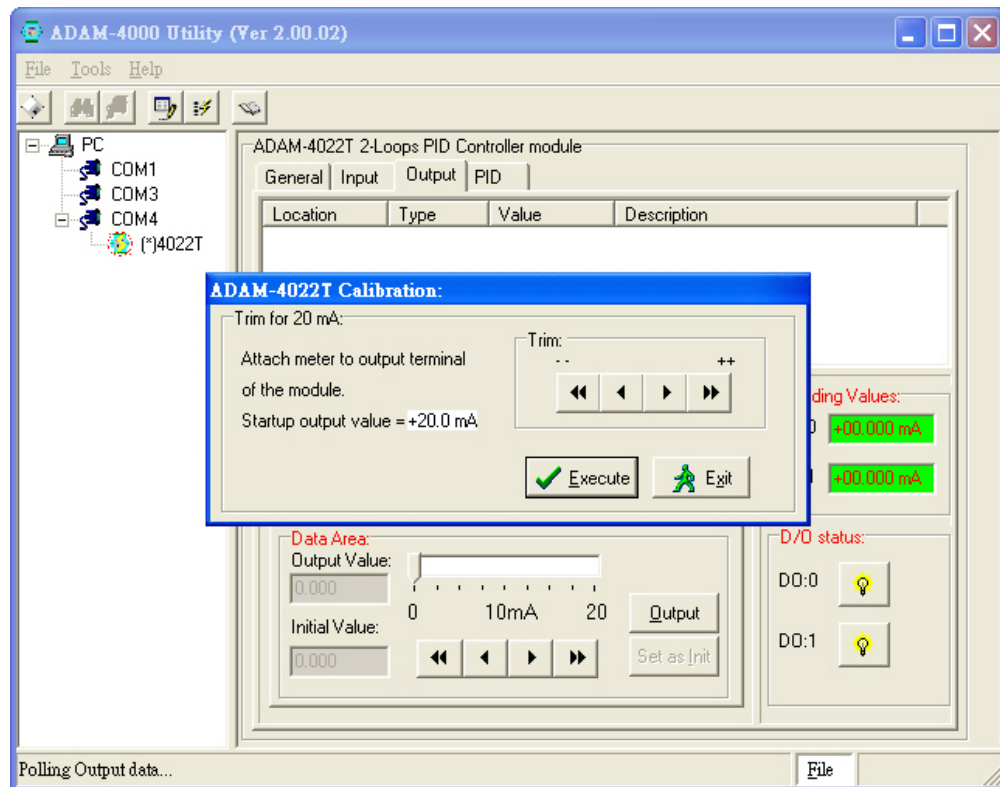 ADAM-4000 Utility (Ver 2.00.02)
File Tools Help
PC
COM1
COM3
COM4
(*)4022T
ADAM-4022T 2-Loops PID Controller module
General Input Output PID
Location Type Value Description
ADAM-4022T Calibration:
Trim for 20 mA:
Attach meter to output terminal
of the module.
Startup output value = +20.0 mA
Trim:
- - ++
Execute Exit
Values:
+00.000 mA
+00.000 mA
Data Area:
Output Value:
0.000
0 10mA 20
Output
Initial Value:
0.000
Set as Init
D/O status:
DO:0
DO:1
Polling Output data...
File